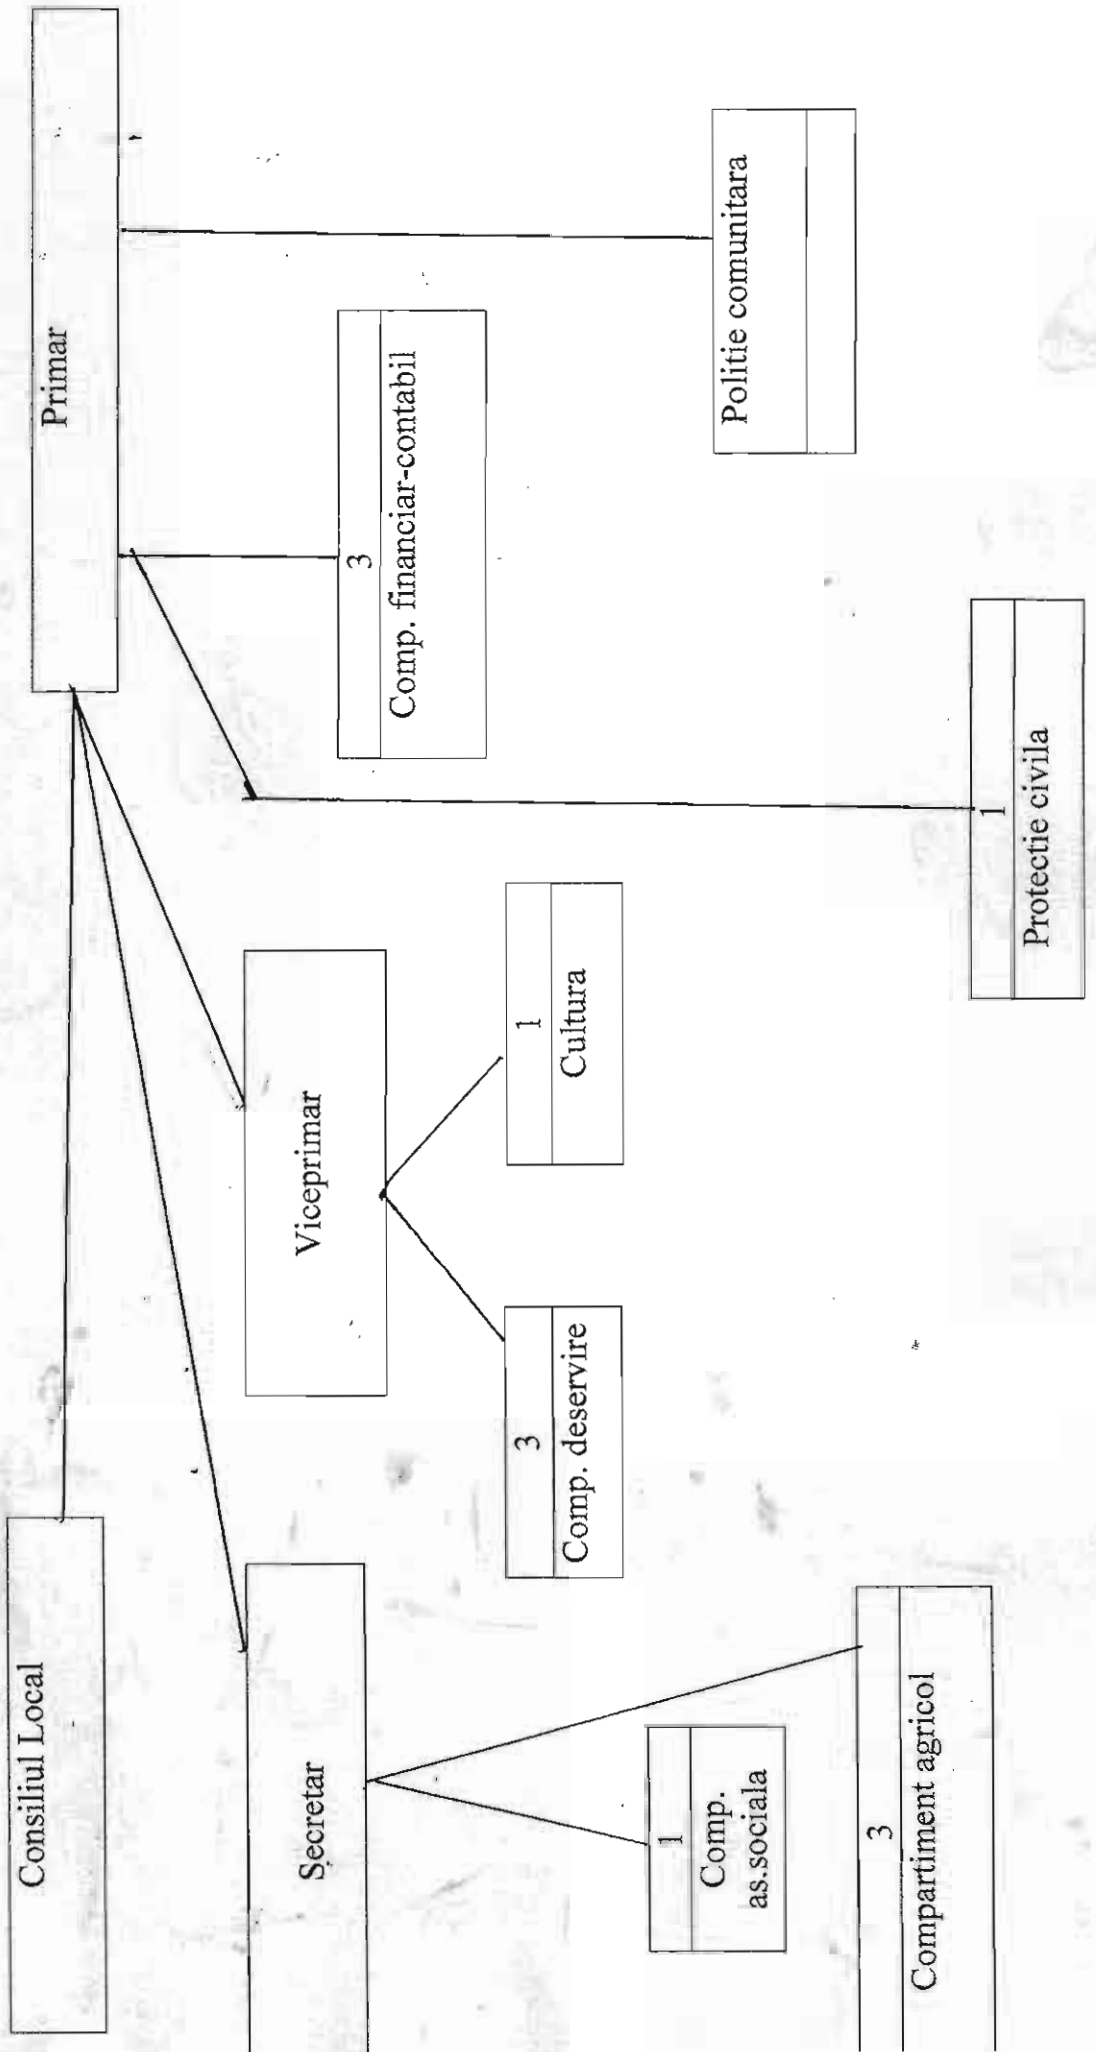 Consiliul Local
Primar
Secretar
Viceprimar
3
Comp. financiar-contabil
3
Comp. deservire
1
Cultura
1
Comp.
as.sociala
Politie comunitara
3
Compartiment agricol
1
Protectie civila